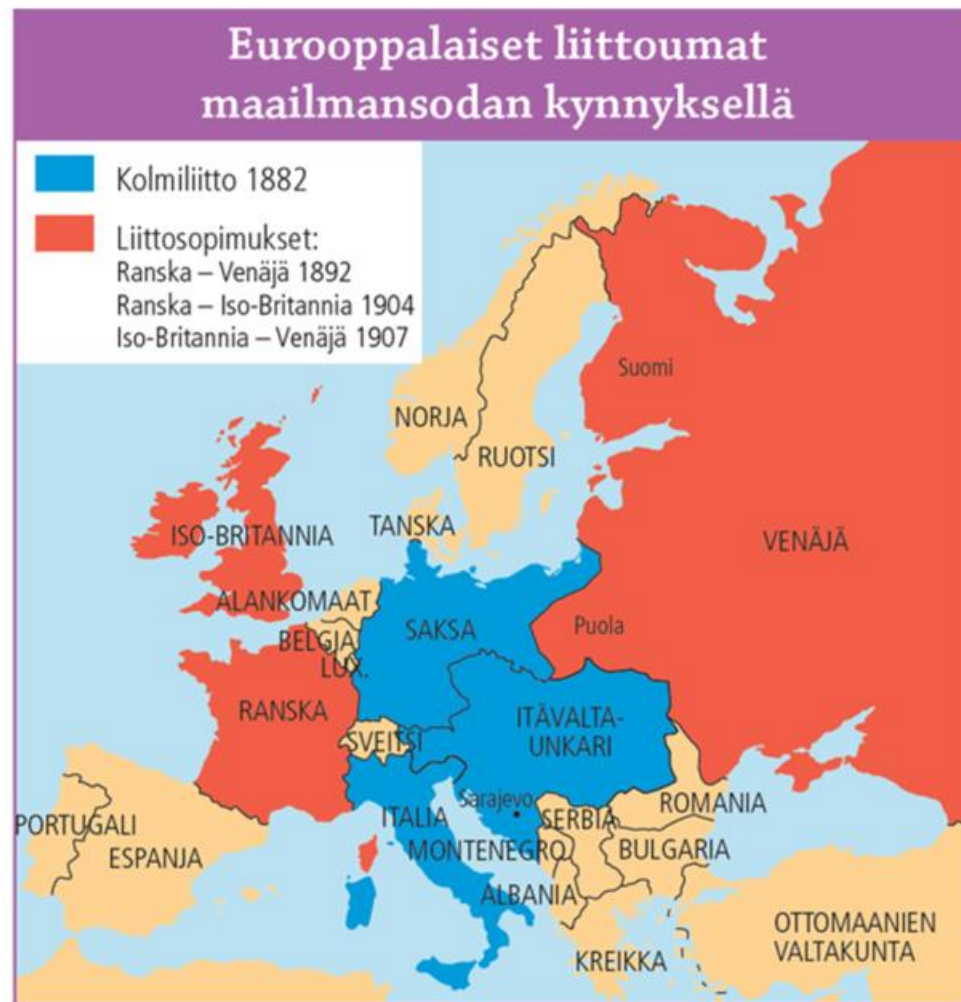 Eurooppalaiset liittoumat
maailmansodan kynnyksellä
Kolmiliitto 1882
Liittosopimukset:
Ranska – Venäjä 1892
Ranska – Iso-Britannia 1904
Iso-Britannia – Venäjä 1907
Suomi
NORJA
RUOTSI
ISO-BRITANNIA
TANSKA
VENÄJÄ
ALANKOMAAT
BELGIA
LUX.
SAKSA
Puola
RANSKA
ITÄVALTA-
UNKARI
SVEITSI
Sarajevo
ROMANIA
PORTUGALI
ESPANJA
ITALIA
SERBIA
MONTENEGRO
BULGARIA
ALBANIA
KREIKKA
OTTOMAANIEN
VALTAKUNTA